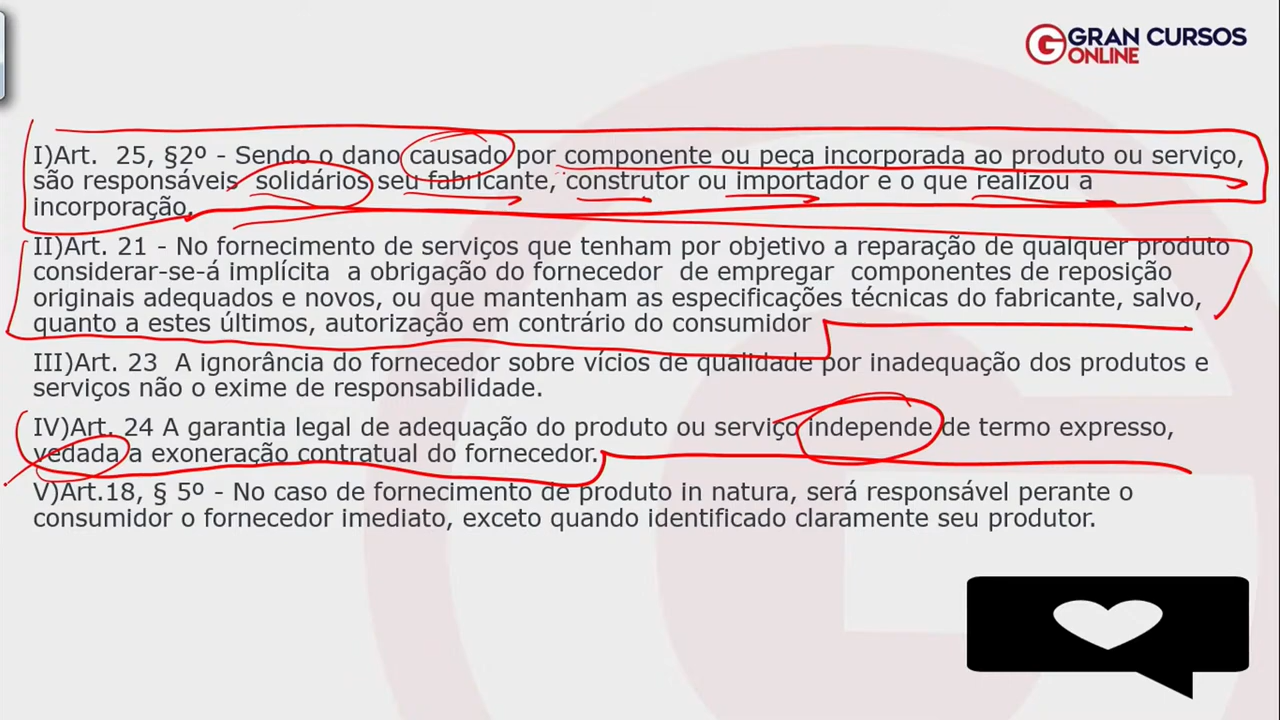 GRAN CURSOS
ONLINE
I)Art. 25, §2º - Sendo o dano causado por componente ou peça incorporada ao produto ou serviço,
são responsáveis solidários seu fabricante, construtor ou importador e o que realizou a
incorporação.
II)Art. 21 - No fornecimento de serviços que tenham por objetivo a reparação de qualquer produto
considerar-se-á implícita a obrigação do fornecedor de empregar componentes de reposição
originais adequados e novos, ou que mantenham as especificações técnicas do fabricante, salvo,
quanto a estes últimos, autorização em contrário do consumidor
III)Art. 23 A ignorância do fornecedor sobre vícios de qualidade por inadequação dos produtos e
serviços não o exime de responsabilidade.
IV)Art. 24 A garantia legal de adequação do produto ou serviço independe de termo expresso,
vedada a exoneração contratual do fornecedor.
V)Art.18, § 5º - No caso de fornecimento de produto in natura, será responsável perante o
consumidor o fornecedor imediato, exceto quando identificado claramente seu produtor.